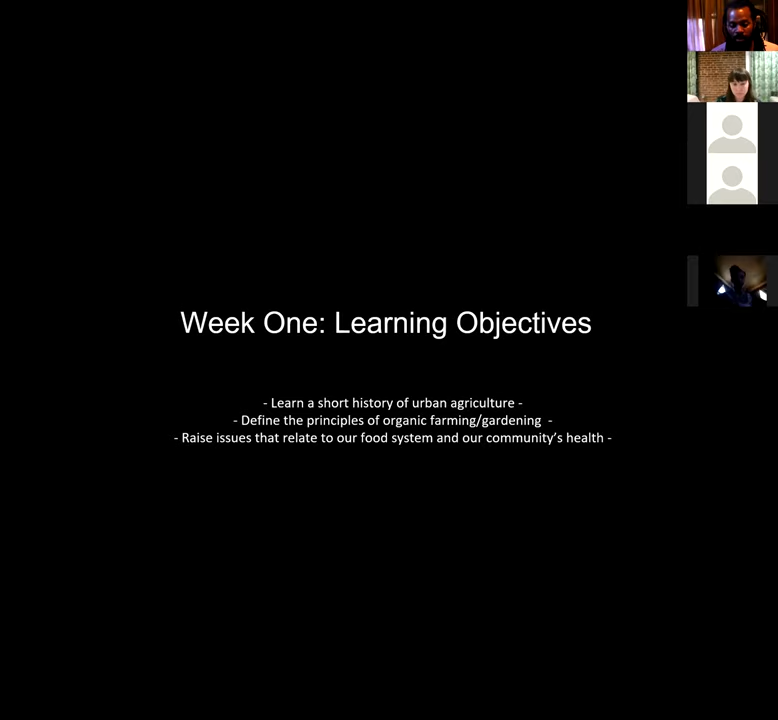 Week One: Learning Objectives
- Learn a short history of urban agriculture -
- Define the principles of organic farming/gardening  -
- Raise issues that relate to our food system and our community’s health -